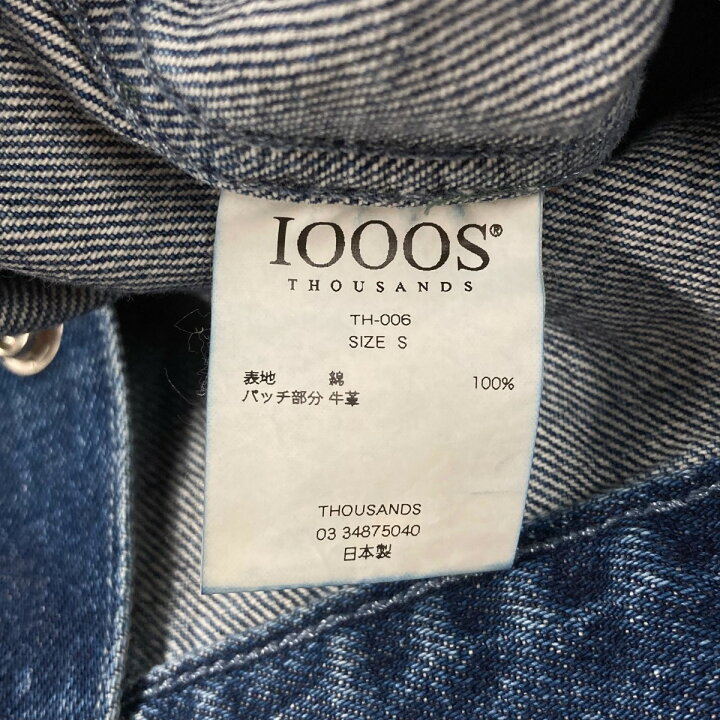 IOOOS®
THOUSANDS
TH-006
SIZE S
表地 綿 100%
パッチ部分 牛革
THOUSANDS
03 34875040
日本製